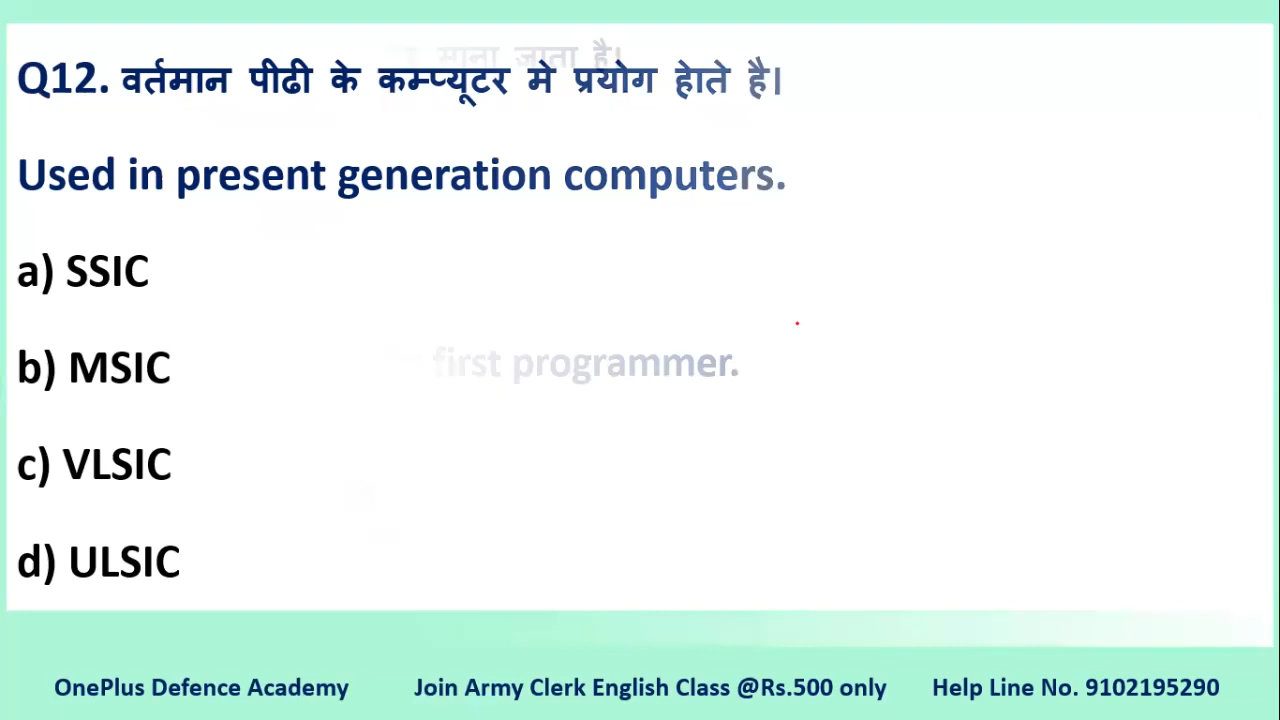 माना जाता है।
Q12. वर्तमान पीढी के कम्प्यूटर मे प्रयोग हेाते है।
Used in present generation computers.
a) SSIC
b) MSIC
first programmer.
c) VLSIC
d) ULSIC
OnePlus Defence Academy Join Army Clerk English Class @Rs.500 only Help Line No. 9102195290